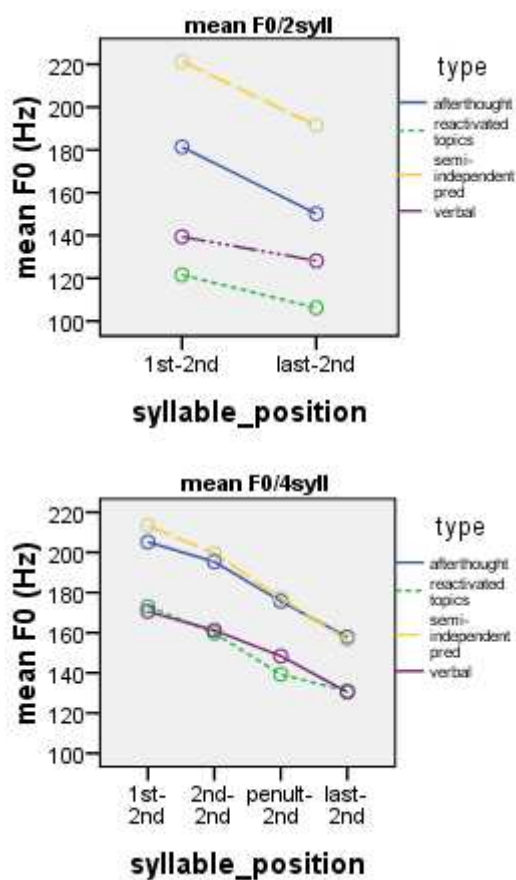 mean F0/2syll
mean F0 (Hz)
220
200
180
160
140
120
100
1st-2nd
last-2nd
syllable_position
type
afterthought
reactivated
topics
semi-
independent
pred
verbal
mean F0/4syll
mean F0 (Hz)
220
200
180
160
140
120
100
1st-
2nd
2nd-
2nd
penult-
2nd
last-
2nd
syllable_position
type
afterthought
reactivated
topics
semi-
independent
pred
verbal